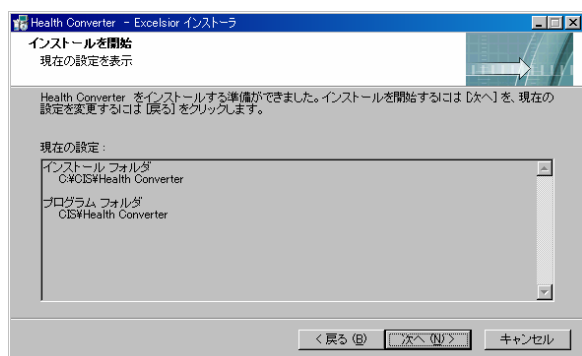 Health Converter - Excelsior インストーラ
インストールを開始
現在の設定を表示
Health Converter をインストールする準備ができました。インストールを開始するには [次へ] を、現在の
設定を変更するには [戻る] をクリックします。
現在の設定 :
インストール フォルダ
C:¥CIS¥Health Converter
プログラム フォルダ
CIS¥Health Converter
< 戻る (B)
次へ (N) >
キャンセル